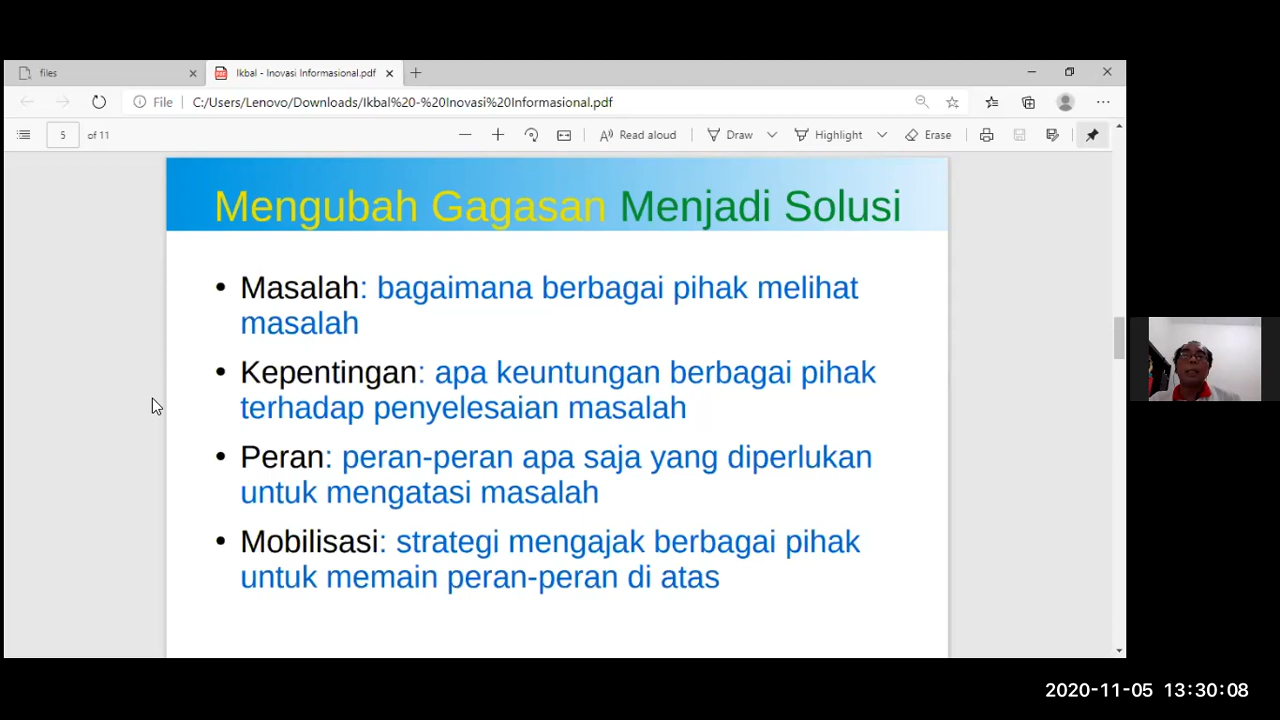 files
Ikbal - Inovasi Informasional.pdf
File
C:/Users/Lenovo/Downloads/Ikbal%20-%20Inovasi%20Informasional.pdf
5 of 11
Read aloud
Draw
Highlight
Erase
Mengubah Gagasan Menjadi Solusi
• Masalah: bagaimana berbagai pihak melihat
masalah
• Kepentingan: apa keuntungan berbagai pihak
terhadap penyelesaian masalah
• Peran: peran-peran apa saja yang diperlukan
untuk mengatasi masalah
• Mobilisasi: strategi mengajak berbagai pihak
untuk memain peran-peran di atas
2020-11-05 13:30:08